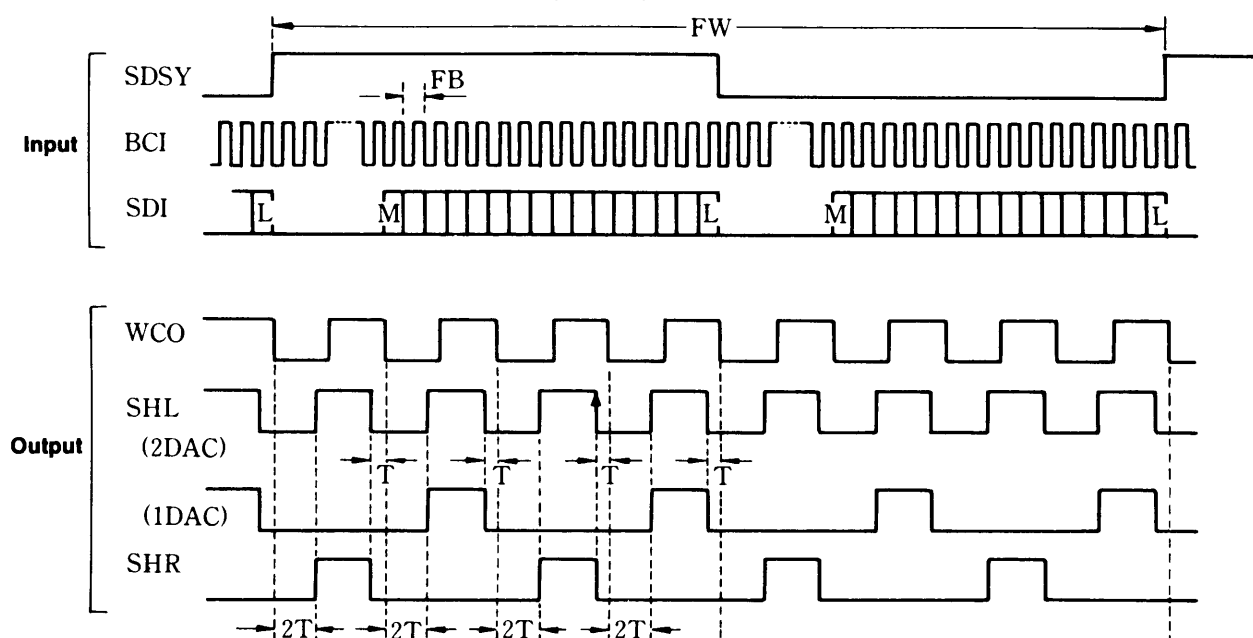 FW
SDSY
FB
Input
BCI
SDI
L M L M L
WCO
SHL
Output
(2DAC)
T T T T
(1DAC)
SHR
2T 2T 2T 2T